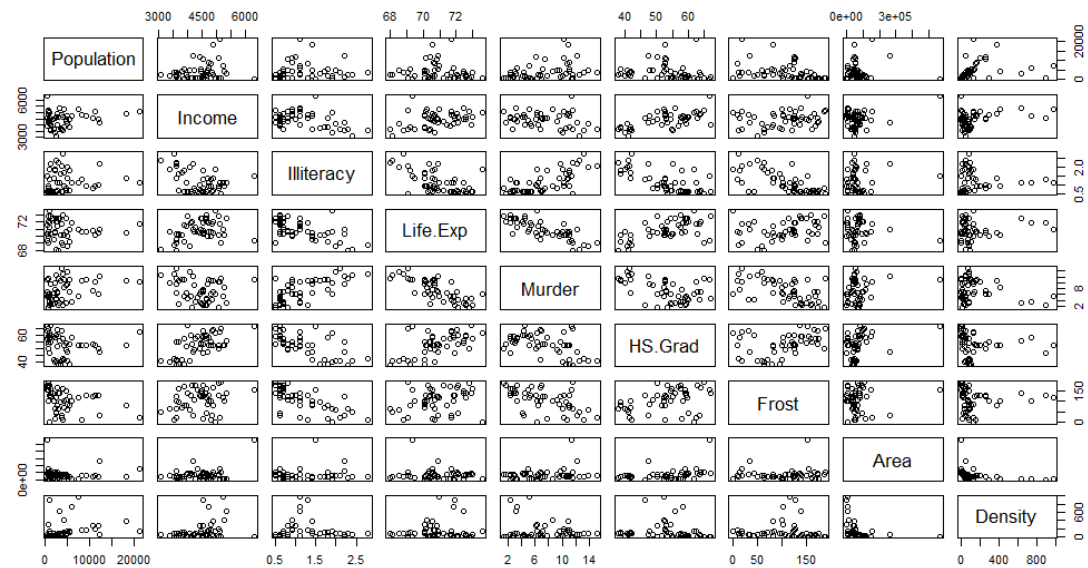 3000 4500 6000 68 70 72 40 50 60 0e+00 3e+05
Population 0 20000
3000 6000 Income
Illiteracy 0.5 2.0
68 72 Life.Exp
Murder 2 8
40 60 HS.Grad
Frost 0 150
0e+00 Area
Density 0 600
0 10000 20000 0.5 1.5 2.5 2 4 6 8 10 14 0 50 100 150 0 400 800